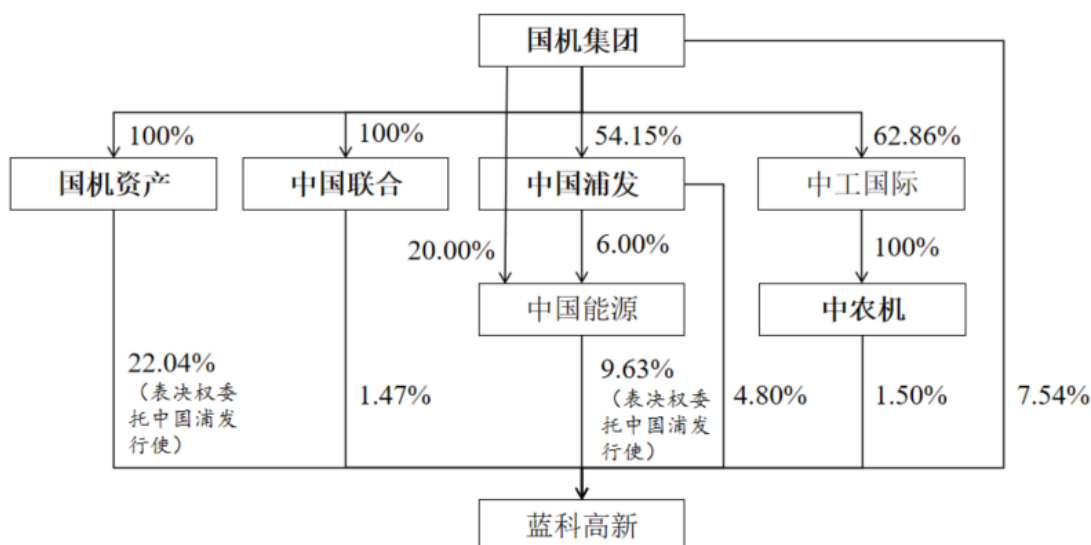 国机集团
100%
100%
54.15%
62.86%
国机资产
中国联合
中国浦发
中工国际
20.00%
6.00%
100%
中国能源
中农机
22.04%
（表决权委
托中国浦发
行使）
1.47%
9.63%
（表决权委
托中国浦发
行使）
4.80%
1.50%
7.54%
蓝科高新